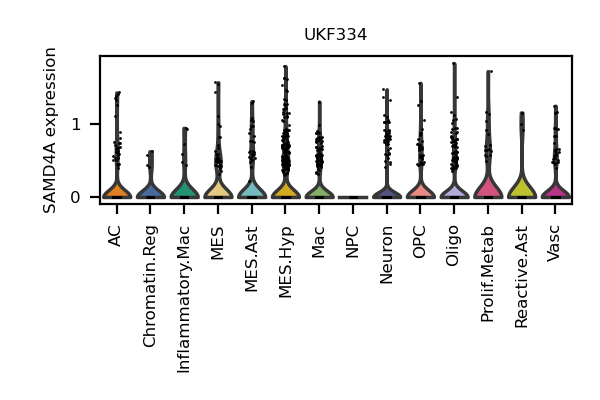 UKF334
SAMD4A expression
1
0
AC
Chromatin.Reg
Inflammatory.Mac
MES
MES.Ast
MES.Hyp
Mac
NPC
Neuron
OPC
Oligo
Prolif.Metab
Reactive.Ast
Vasc